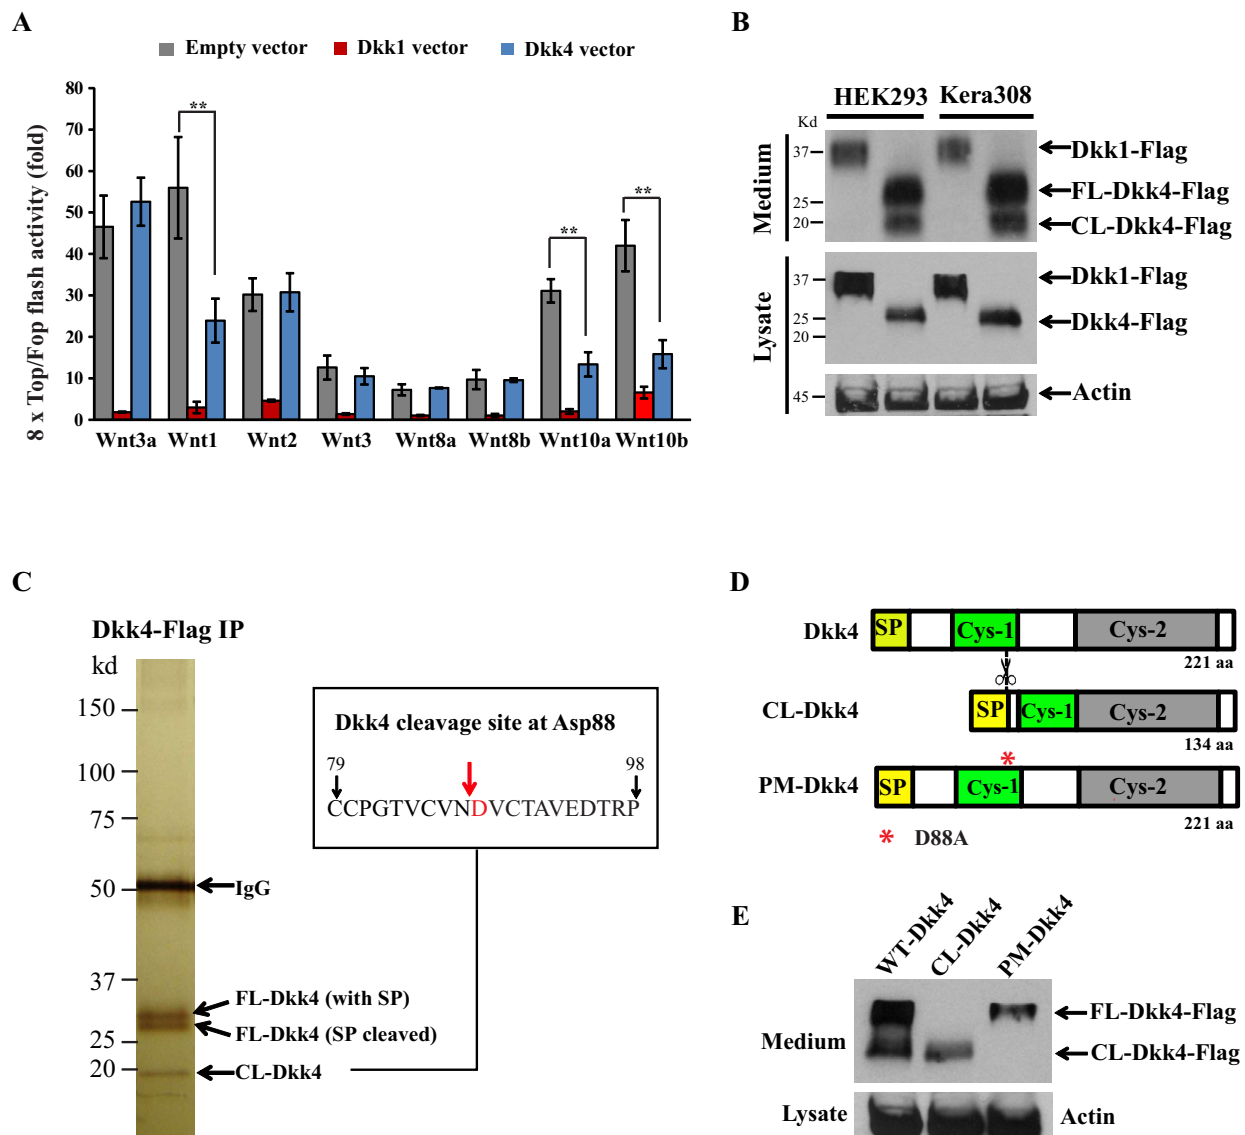 A
Empty vector
Dkk1 vector
Dkk4 vector
8 x Top/Fop flash activity (fold)
80
70
60
50
40
30
20
10
0
**
**
**
Wnt3a
Wnt1
Wnt2
Wnt3
Wnt8a
Wnt8b
Wnt10a
Wnt10b
B
HEK293
Kera308
Kd
Medium
37
25
20
Dkk1-Flag
FL-Dkk4-Flag
CL-Dkk4-Flag
Lysate
37
25
20
Dkk1-Flag
Dkk4-Flag
45
Actin
C
Dkk4-Flag IP
kd
150
100
75
50
37
25
20
IgG
FL-Dkk4 (with SP)
FL-Dkk4 (SP cleaved)
CL-Dkk4
Dkk4 cleavage site at Asp88
79
98
CCPGTVCVNDVCTAVEDTRP
D
Dkk4
SP
Cys-1
Cys-2
221 aa
CL-Dkk4
SP
Cys-1
Cys-2
134 aa
*
PM-Dkk4
SP
Cys-1
Cys-2
221 aa
* D88A
E
WT-Dkk4
CL-Dkk4
PM-Dkk4
Medium
FL-Dkk4-Flag
CL-Dkk4-Flag
Lysate
Actin